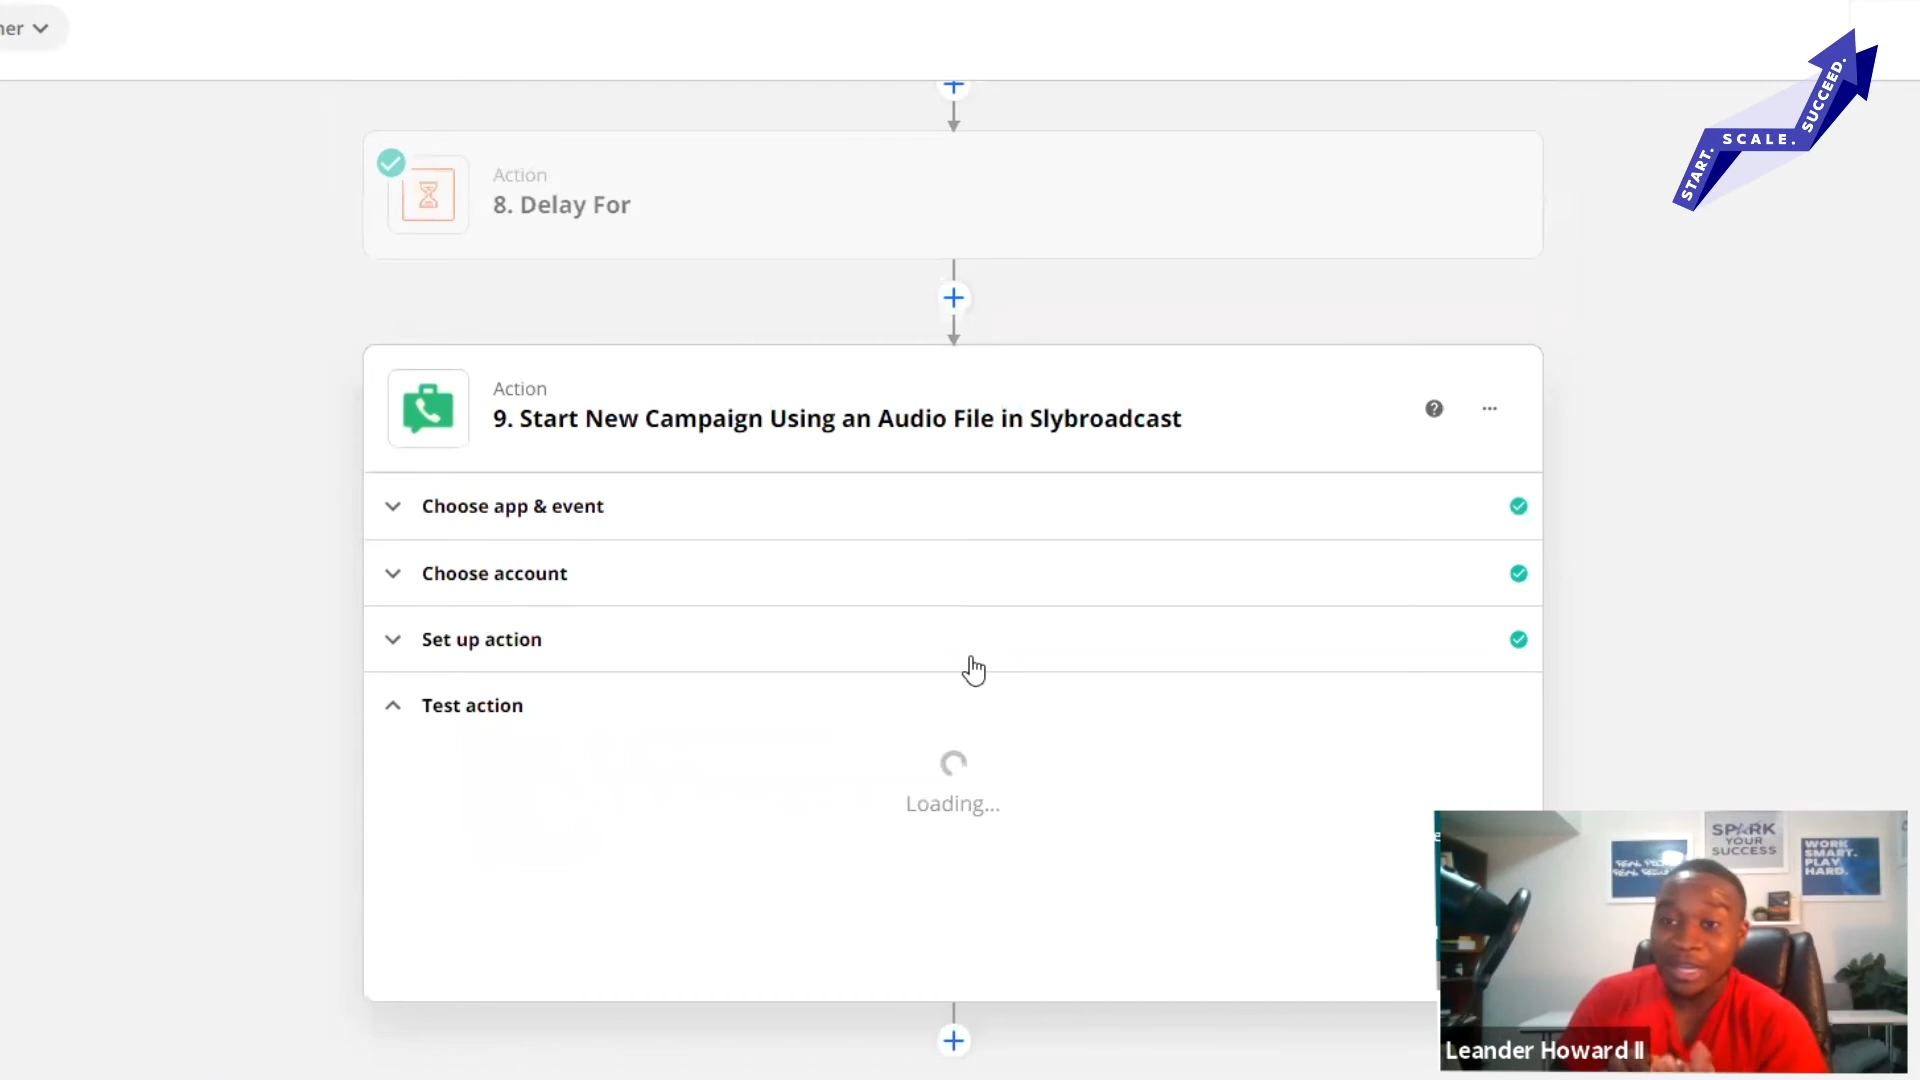 ner
START. SCALE. SUCCEED.
Action
8. Delay For
Action
9. Start New Campaign Using an Audio File in Slybroadcast
Choose app & event
Choose account
Set up action
Test action
Loading...
SPARK
YOUR
SUCCESS
WORK
SMART.
PLAY
HARD.
Leander Howard II